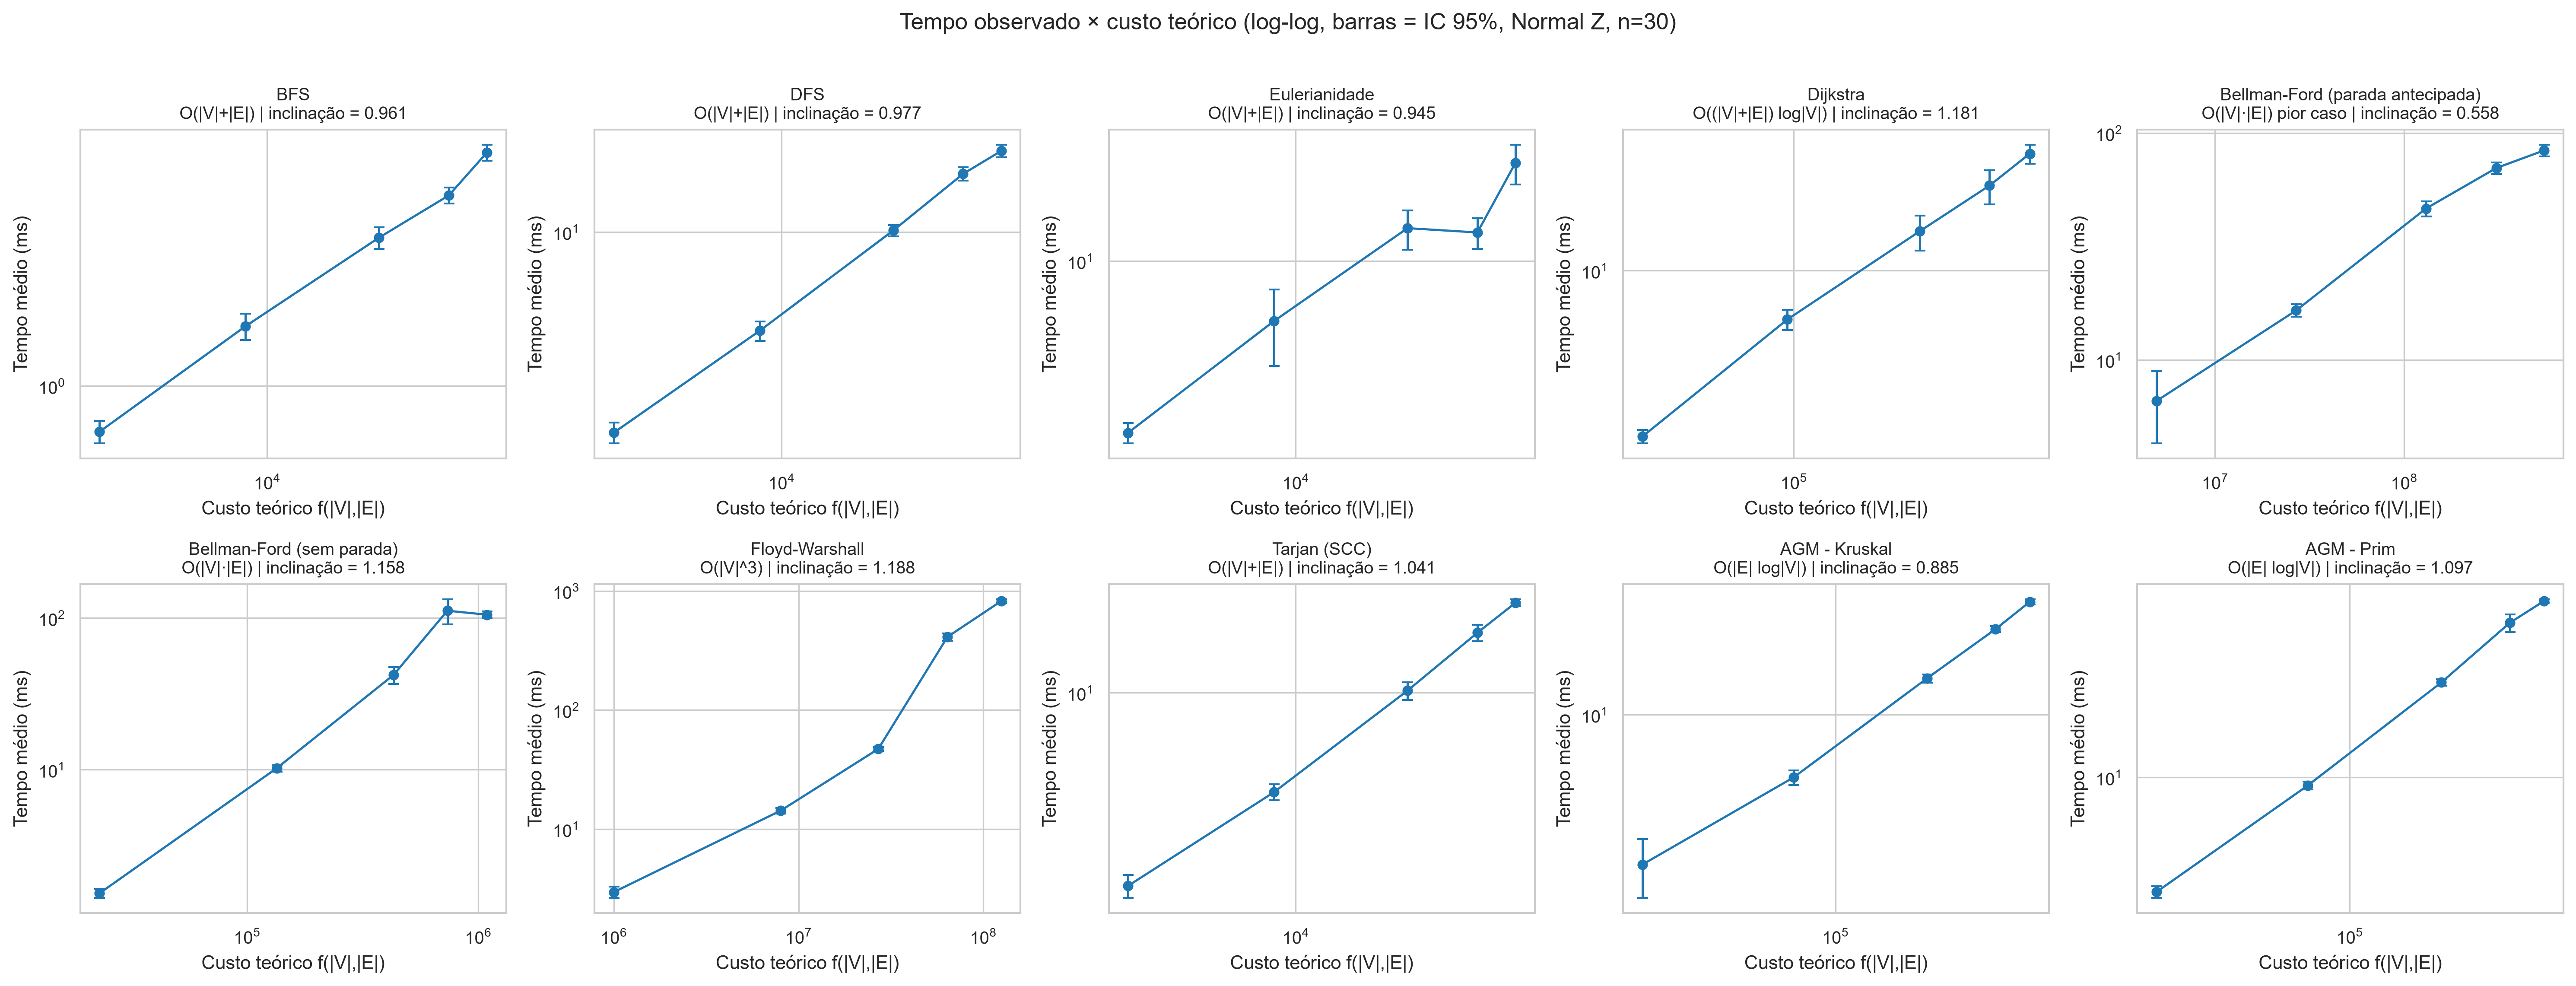 Tempo observado × custo teórico (log-log, barras = IC 95%, Normal Z, n=30)
BFS
O(|V|+|E|) | inclinação = 0.961
Tempo médio (ms)
10^0
10^4
Custo teórico f(|V|,|E|)
DFS
O(|V|+|E|) | inclinação = 0.977
Tempo médio (ms)
10^1
10^4
Custo teórico f(|V|,|E|)
Eulerianidade
O(|V|+|E|) | inclinação = 0.945
Tempo médio (ms)
10^1
10^4
Custo teórico f(|V|,|E|)
Dijkstra
O((|V|+|E|) log|V|) | inclinação = 1.181
Tempo médio (ms)
10^1
10^5
Custo teórico f(|V|,|E|)
Bellman-Ford (parada antecipada)
O(|V|·|E|) pior caso | inclinação = 0.558
Tempo médio (ms)
10^2
10^1
10^7 10^8
Custo teórico f(|V|,|E|)
Bellman-Ford (sem parada)
O(|V|·|E|) | inclinação = 1.158
Tempo médio (ms)
10^2
10^1
10^5 10^6
Custo teórico f(|V|,|E|)
Floyd-Warshall
O(|V|^3) | inclinação = 1.188
Tempo médio (ms)
10^3
10^2
10^1
10^6 10^7 10^8
Custo teórico f(|V|,|E|)
Tarjan (SCC)
O(|V|+|E|) | inclinação = 1.041
Tempo médio (ms)
10^1
10^4
Custo teórico f(|V|,|E|)
AGM - Kruskal
O(|E| log|V|) | inclinação = 0.885
Tempo médio (ms)
10^1
10^5
Custo teórico f(|V|,|E|)
AGM - Prim
O(|E| log|V|) | inclinação = 1.097
Tempo médio (ms)
10^1
10^5
Custo teórico f(|V|,|E|)